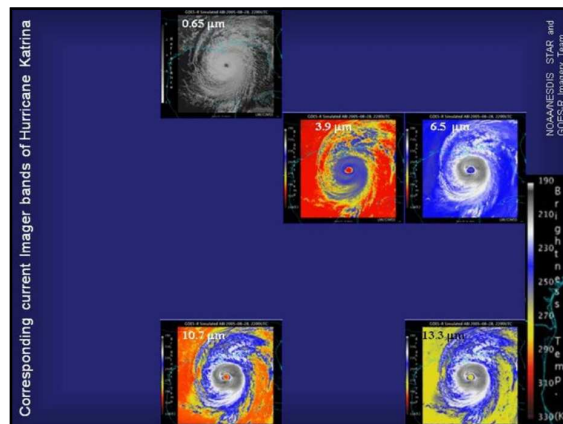 Corresponding current Imager bands of Hurricane Katrina
0.65 µm
3.9 µm
6.5 µm
10.7 µm
13.3 µm
NOAA/NESDIS STAR and
GOES-R Imagery Team
190
210
230
250
270
290
310
330(K)
Brightness Temp.